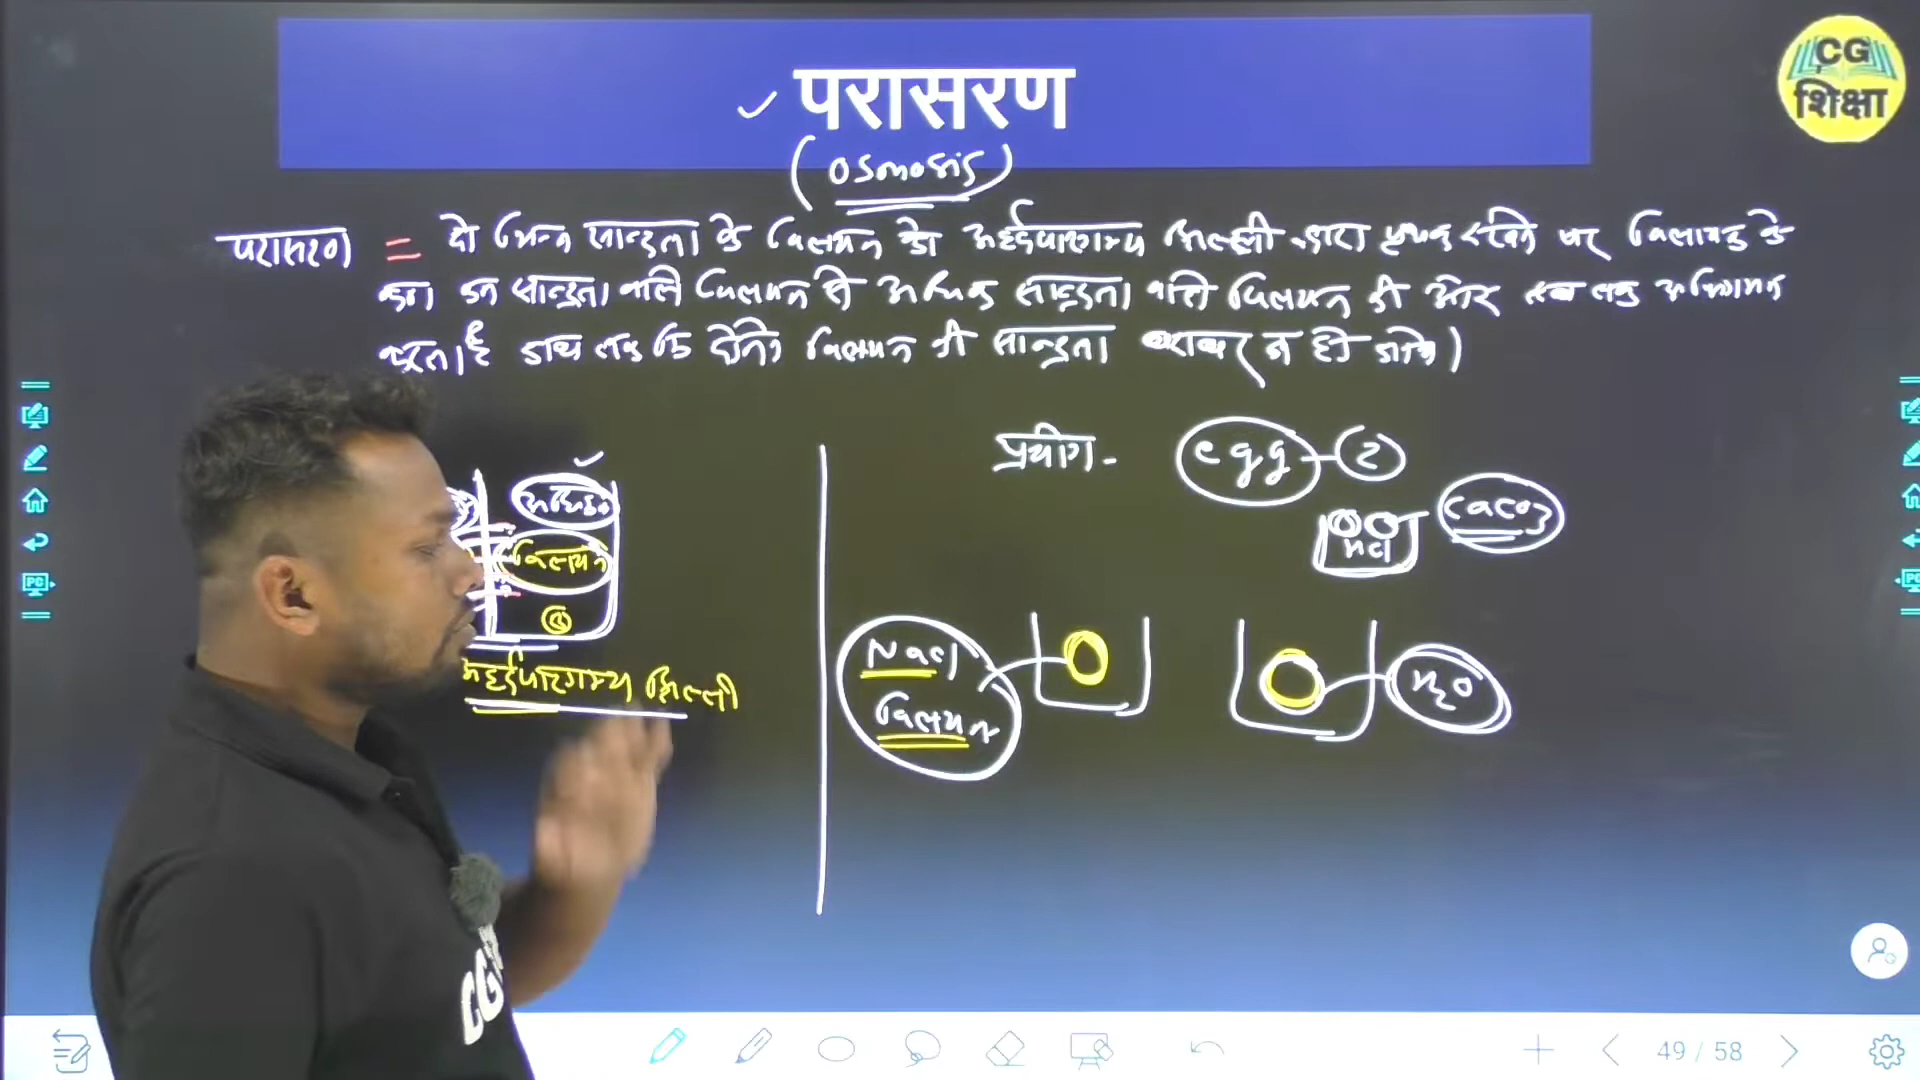 परासरण
CG
शिक्षा
(osmosis)
परासरण = दो भिन्न सान्द्रता के विलयन को अर्द्धपारगम्य झिल्ली द्वारा पृथक रखने पर विलायक के
कण कम सान्द्रता वाले विलयन से अधिक सान्द्रता वाले विलयन की ओर तब तक अभिगमन
करता है जब तक कि दोनो विलयन की सान्द्रता बराबर न हो जाये)
प्रयोग - egg 2
CaCO3
HCl
अधिक
विलयन
अर्द्धपारगम्य झिल्ली
NaCl
विलयन
H2O
CG
49 / 58